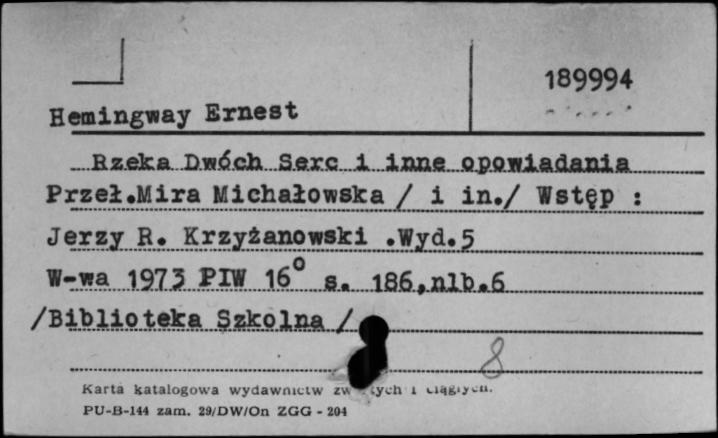 189994
Hemingway Ernest
Rzeka Dwóch Serc i inne opowiadania
Przeł.Mira Michałowska / i in./ Wstęp :
Jerzy R. Krzyżanowski .Wyd.5
W-wa 1973 PIW 16° s. 186,nlb.6
/Biblioteka Szkolna /
8
Karta katalogowa wydawnictw i ciągłych.
PU-B-144 zam. 29/DW/On ZGG - 204